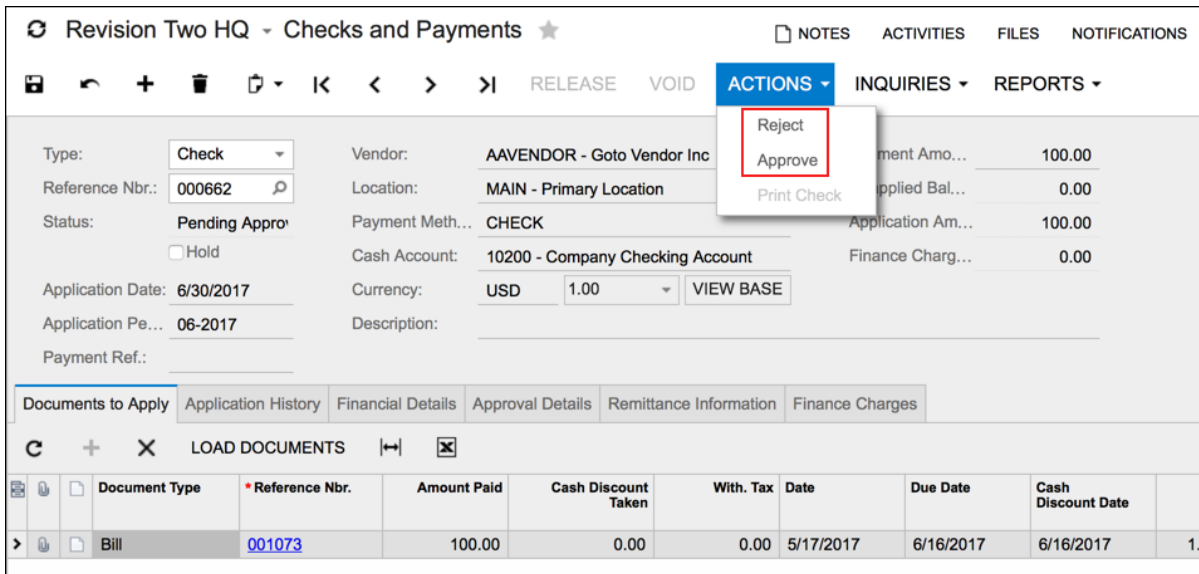 Revision Two HQ - Checks and Payments NOTES ACTIVITIES FILES NOTIFICATIONS
RELEASE VOID ACTIONS INQUIRIES REPORTS
Reject
Approve
Print Check
Type: Check Vendor: AAVENDOR - Goto Vendor Inc ment Amo... 100.00
Reference Nbr.: 000662 Location: MAIN - Primary Location pplied Bal... 0.00
Status: Pending Approv Payment Meth... CHECK Application Am... 100.00
Hold Cash Account: 10200 - Company Checking Account Finance Charg... 0.00
Application Date: 6/30/2017 Currency: USD 1.00 VIEW BASE
Application Pe... 06-2017 Description:
Payment Ref.:
Documents to Apply Application History Financial Details Approval Details Remittance Information Finance Charges
LOAD DOCUMENTS
Document Type * Reference Nbr. Amount Paid Cash Discount Taken With. Tax Date Due Date Cash Discount Date
Bill 001073 100.00 0.00 0.00 5/17/2017 6/16/2017 6/16/2017 1.